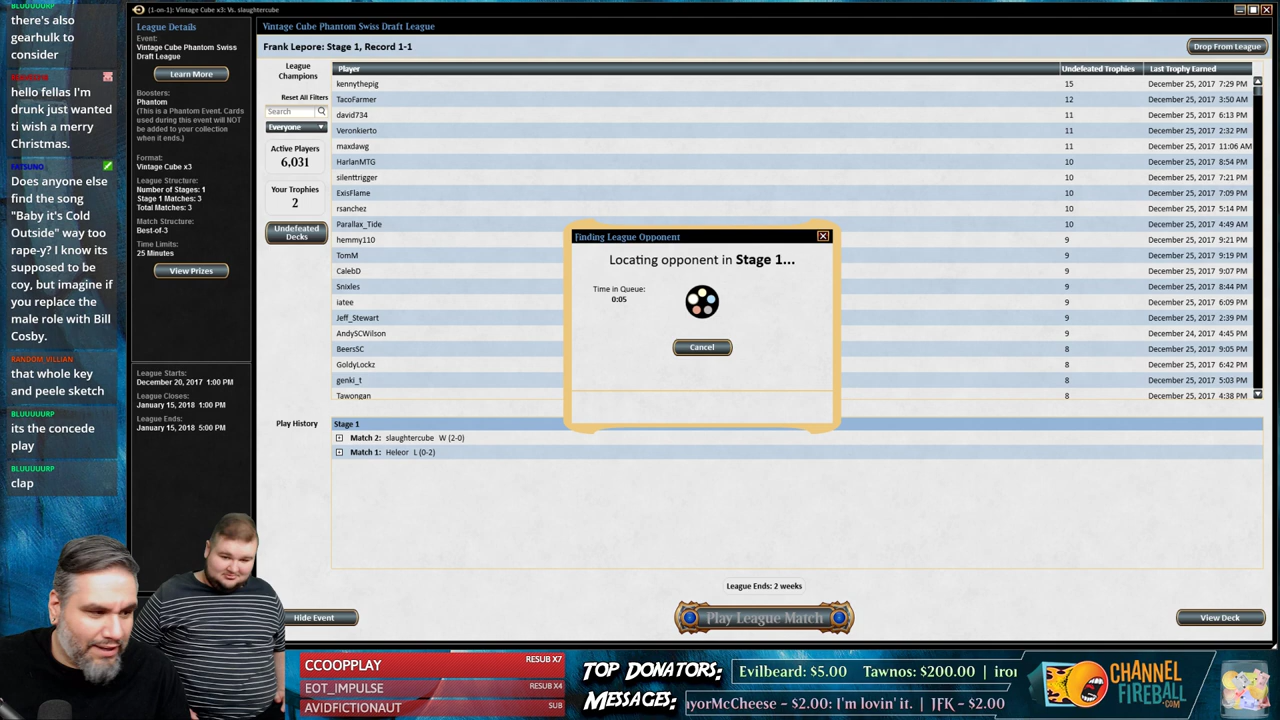 BLUUUURP
there's also
gearhulk to
consider
hello fellas I'm
drunk just wanted
ti wish a merry
Christmas.
FATSUNO
Does anyone else
find the song
"Baby it's Cold
Outside" way too
rape-y? I know its
supposed to be
coy, but imagine if
you replace the
male role with Bill
Cosby.
RANDOM VILLIAN
that whole key
and peele sketch
BLUUUURP
its the concede
play
BLUUUURP
clap
(1-on-1): Vintage Cube x3: Vs. slaughtercube
League Details
Event:
Vintage Cube Phantom Swiss
Draft League
Learn More
Boosters:
Phantom
(This is a Phantom Event. Cards
used during this event will NOT
be added to your collection
when it ends.)
Format:
Vintage Cube x3
League Structure:
Number of Stages: 1
Stage 1 Matches: 3
Total Matches: 3
Match Structure:
Best-of-3
Time Limits:
25 Minutes
View Prizes
League Starts:
December 20, 2017 1:00 PM
League Closes:
January 15, 2018 1:00 PM
League Ends:
January 15, 2018 5:00 PM
Vintage Cube Phantom Swiss Draft League
Frank Lepore: Stage 1, Record 1-1
Drop From League
League
Champions
Reset All Filters
Search
Everyone
Active Players
6,031
Your Trophies
2
Undefeated
Decks
Player Undefeated Trophies Last Trophy Earned
kennythepig 15 December 25, 2017 7:29 PM
TacoFarmer 12 December 25, 2017 3:50 AM
david734 11 December 25, 2017 6:13 PM
Veronkierto 11 December 25, 2017 2:32 PM
maxdawg 11 December 25, 2017 11:06 AM
HarlanMTG 10 December 25, 2017 8:54 PM
silenttrigger 10 December 25, 2017 7:21 PM
ExisFlame 10 December 25, 2017 7:09 PM
rsanchez 10 December 25, 2017 5:14 PM
Parallax_Tide 10 December 25, 2017 4:49 AM
hemmy110 9 December 25, 2017 9:21 PM
TomM 9 December 25, 2017 9:19 PM
CalebD 9 December 25, 2017 9:07 PM
Snixles 9 December 25, 2017 8:44 PM
iatee 9 December 25, 2017 8:44 PM
Jeff_Stewart 9 December 25, 2017 2:39 PM
AndySCWilson 9 December 24, 2017 4:45 PM
BeersSC 8 December 25, 2017 9:05 PM
GoldyLockz 8 December 25, 2017 6:42 PM
genki_t 8 December 25, 2017 5:03 PM
Tawongan 8 December 25, 2017 4:38 PM
Finding League Opponent
Locating opponent in Stage 1...
Time in Queue:
0:05
Cancel
Play History
Stage 1
Match 2: slaughtercube W (2-0)
Match 1: Heleor L (0-2)
League Ends: 2 weeks
Hide Event
Play League Match
View Deck
CCOOPPLAY RESUB X7
EOT_IMPULSE RESUB X4
AVIDFICTIONAUT SUB
TOP DONATORS: Evilbeard: $5.00 | Tawnos: $200.00 | iron
MESSAGES: ayorMcCheese – $2.00: I'm lovin' it. | JFK – $2.00
CHANNEL
FIREBALL
.COM